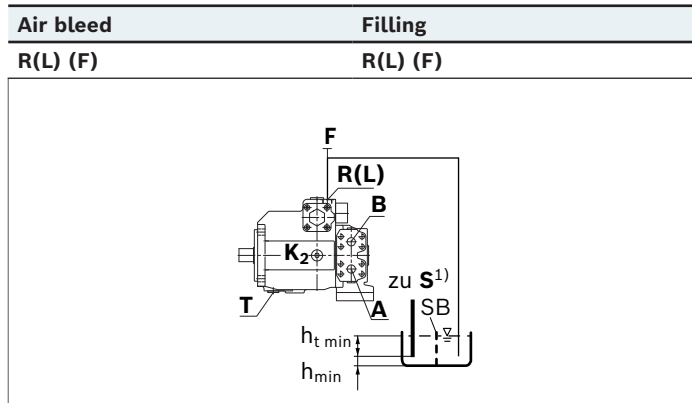 Air bleed Filling
R(L) (F) R(L) (F)
F
R(L)
B
K2
zu S1)
T
A
SB
ht min
hmin